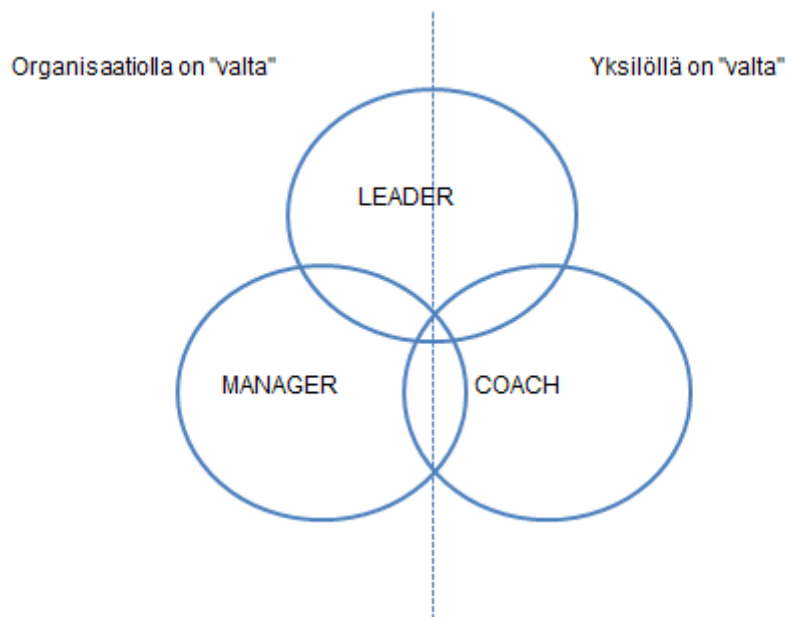 Organisaatiolla on "valta"
Yksilöllä on "valta"
LEADER
MANAGER
COACH